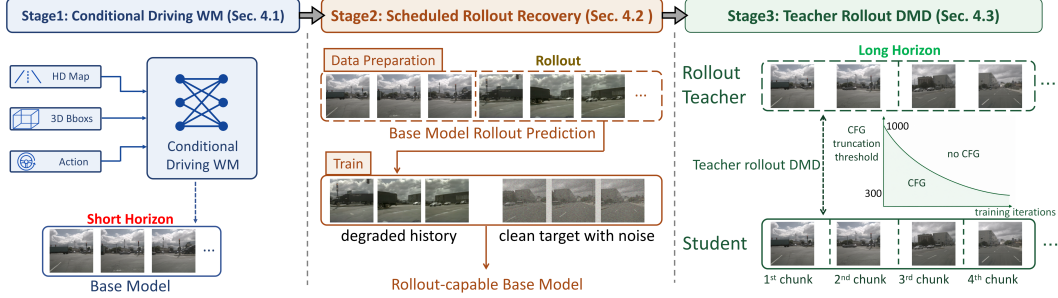 Stage1: Conditional Driving WM (Sec. 4.1)
HD Map
3D Bboxs
Action
Conditional
Driving WM
Short Horizon
...
Base Model
Stage2: Scheduled Rollout Recovery (Sec. 4.2 )
Data Preparation
Rollout
...
Base Model Rollout Prediction
Train
degraded history
clean target with noise
Rollout-capable Base Model
Stage3: Teacher Rollout DMD (Sec. 4.3)
Long Horizon
Rollout
Teacher
...
Teacher rollout DMD
CFG
truncation
threshold
1000
300
no CFG
CFG
training iterations
Student
...
1st chunk
2nd chunk
3rd chunk
4th chunk